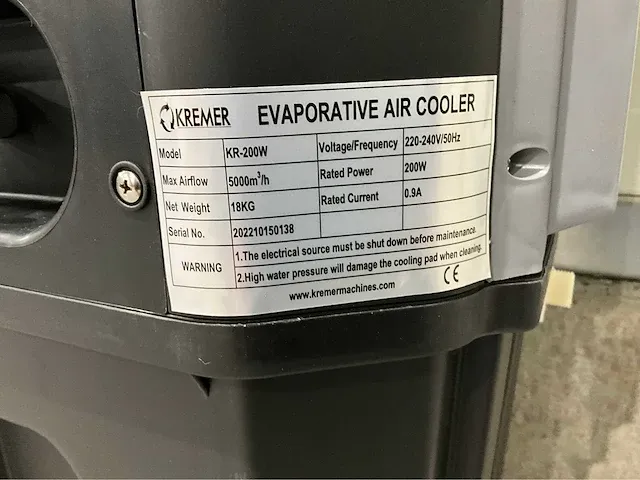 KREMER EVAPORATIVE AIR COOLER
Model KR-200W Voltage/Frequency 220-240V/50Hz
Max Airflow 5000m³/h Rated Power 200W
Net Weight 18KG Rated Current 0.9A
Serial No. 202210150138
WARNING
1.The electrical source must be shut down before maintenance.
2.High water pressure will damage the cooling pad when cleaning.
www.kremermachines.com CE